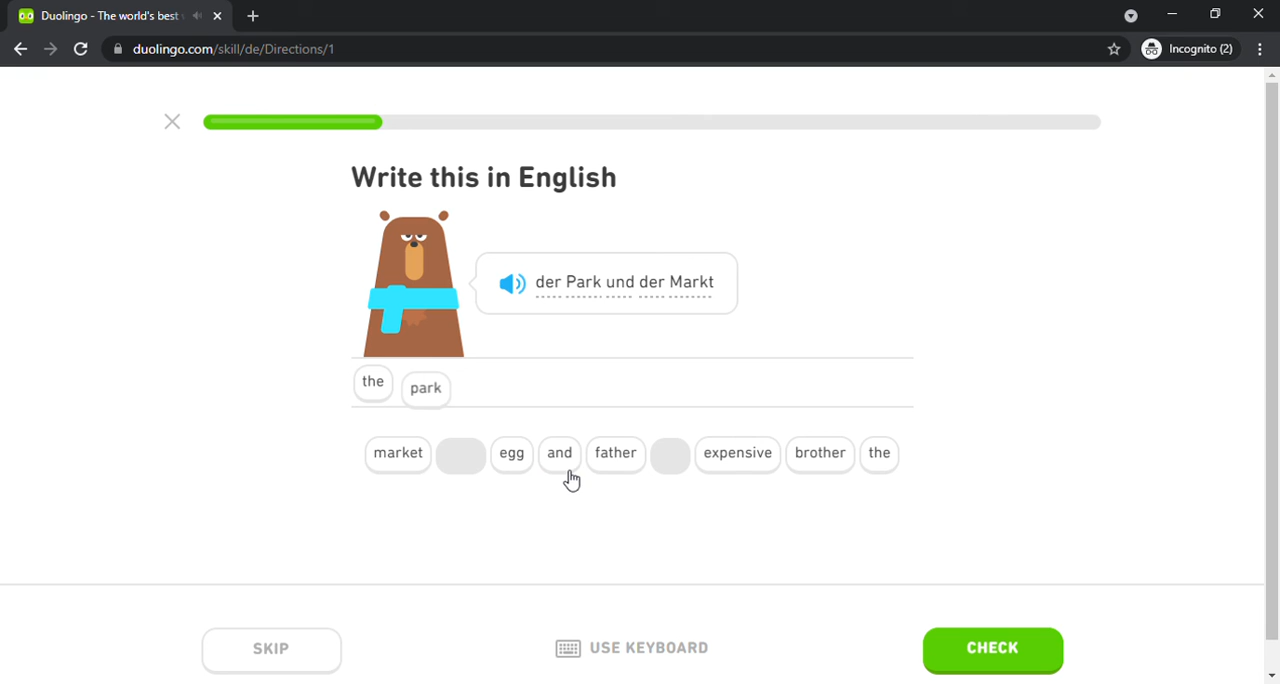 Duolingo - The world's best
duolingo.com/skill/de/Directions/1
Incognito (2)
Write this in English
der Park und der Markt
the park
market egg and father expensive brother the
SKIP
USE KEYBOARD
CHECK